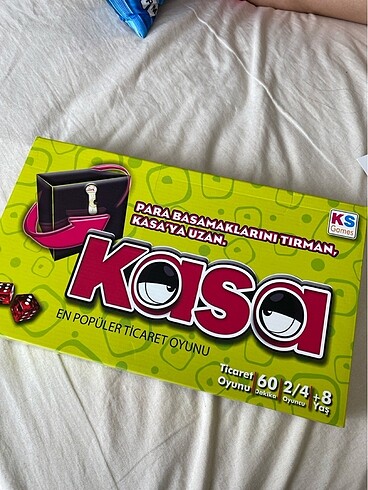 KS
Games
PARA BASAMAKLARINI TIRMAN,
KASA'YA UZAN.
KASA
EN POPÜLER TİCARET OYUNU
Ticaret Oyunu
60 Dakika
2/4 Oyuncu
+8 Yaş